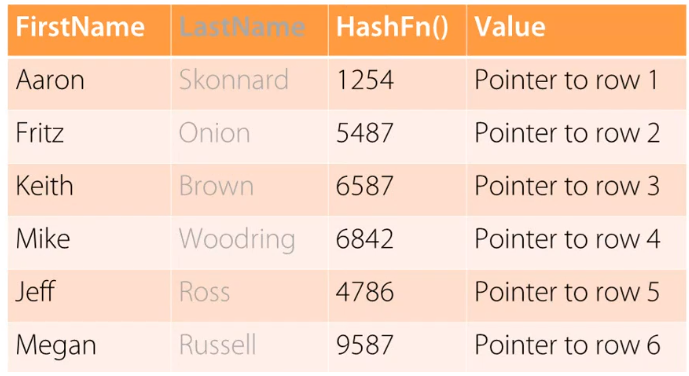 FirstName LastName HashFn() Value
Aaron Skonnard 1254 Pointer to row 1
Fritz Onion 5487 Pointer to row 2
Keith Brown 6587 Pointer to row 3
Mike Woodring 6842 Pointer to row 4
Jeff Ross 4786 Pointer to row 5
Megan Russell 9587 Pointer to row 6